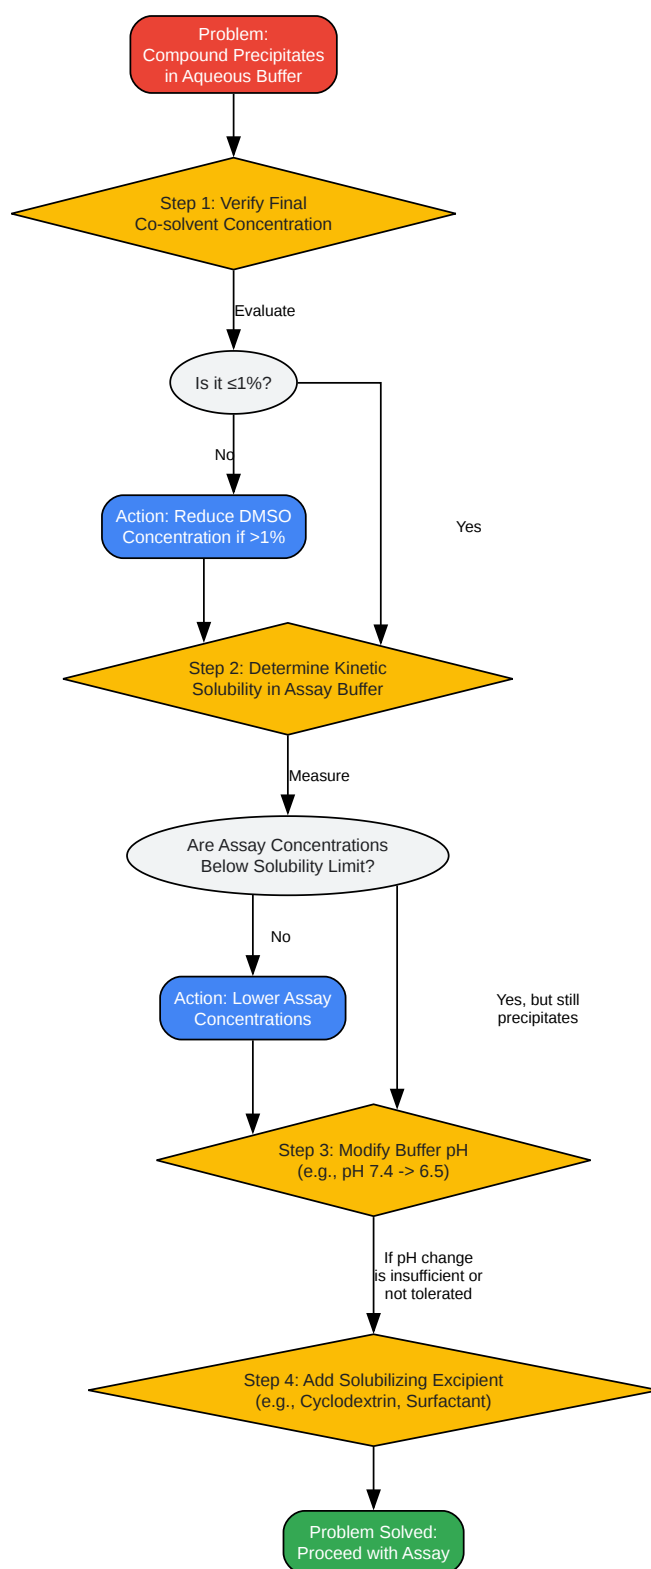 Problem:
Compound Precipitates
in Aqueous Buffer
Step 1: Verify Final
Co-solvent Concentration
Evaluate
Is it ≤1%?
No
Action: Reduce DMSO
Concentration if >1%
Yes
Step 2: Determine Kinetic
Solubility in Assay Buffer
Measure
Are Assay Concentrations
Below Solubility Limit?
No
Action: Lower Assay
Concentrations
Yes, but still
precipitates
Step 3: Modify Buffer pH
(e.g., pH 7.4 -> 6.5)
If pH change
is insufficient or
not tolerated
Step 4: Add Solubilizing Excipient
(e.g., Cyclodextrin, Surfactant)
Problem Solved:
Proceed with Assay